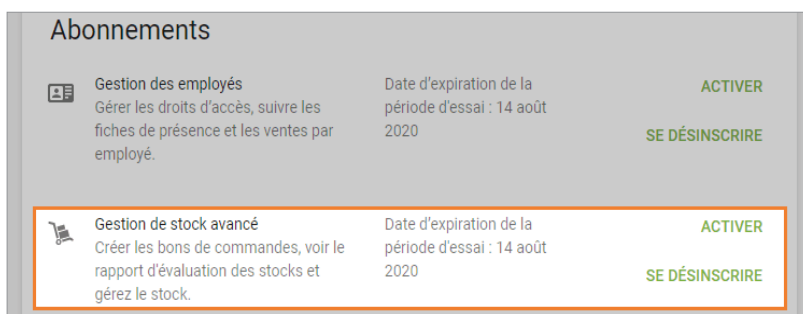 Abonnements
Gestion des employés
Gérer les droits d'accès, suivre les
fiches de présence et les ventes par
employé.
Date d'expiration de la
période d'essai : 14 août
2020
ACTIVER
SE DÉSINSCRIRE
Gestion de stock avancé
Créer les bons de commandes, voir le
rapport d'évaluation des stocks et
gérez le stock.
Date d'expiration de la
période d'essai : 14 août
2020
ACTIVER
SE DÉSINSCRIRE